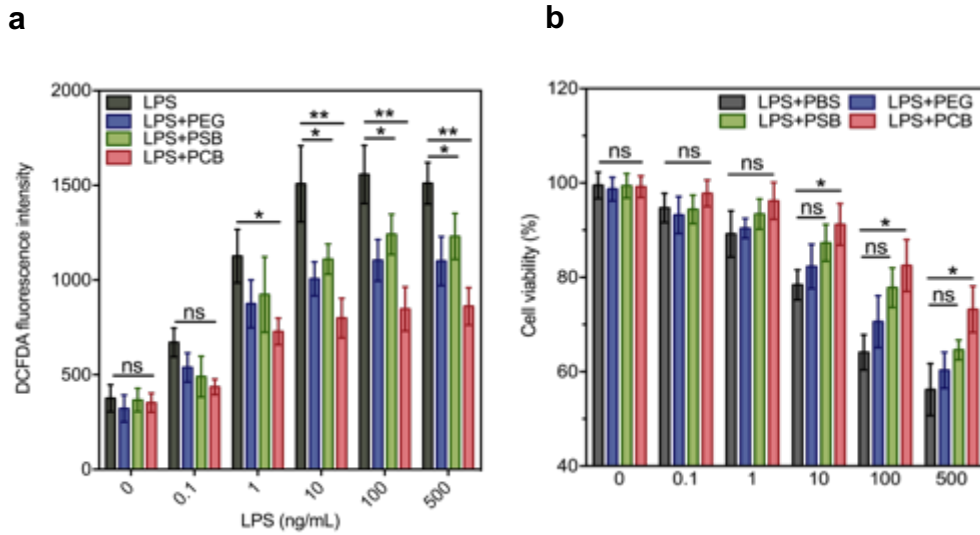 a
b
2000
1500
1000
500
0
DCFDA fluorescence intensity
LPS
LPS+PEG
LPS+PSB
LPS+PCB
ns
ns
*
**
*
**
*
**
*
0
0.1
1
10
100
500
LPS (ng/mL)
120
100
80
60
40
Cell viability (%)
LPS+PBS
LPS+PEG
LPS+PSB
LPS+PCB
ns
ns
ns
*
ns
*
ns
*
ns
0
0.1
1
10
100
500